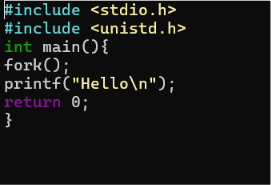 #include <stdio.h>
#include <unistd.h>
int main(){
fork();
printf("Hello\n");
return 0;
}